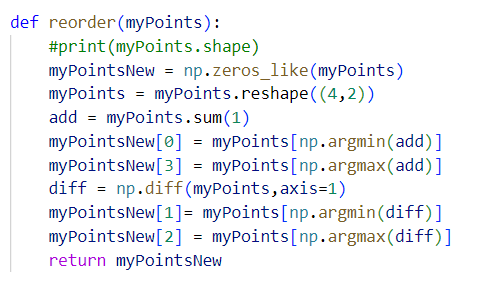 def reorder(myPoints):
    #print(myPoints.shape)
    myPointsNew = np.zeros_like(myPoints)
    myPoints = myPoints.reshape((4,2))
    add = myPoints.sum(1)
    myPointsNew[0] = myPoints[np.argmin(add)]
    myPointsNew[3] = myPoints[np.argmax(add)]
    diff = np.diff(myPoints,axis=1)
    myPointsNew[1]= myPoints[np.argmin(diff)]
    myPointsNew[2] = myPoints[np.argmax(diff)]
    return myPointsNew